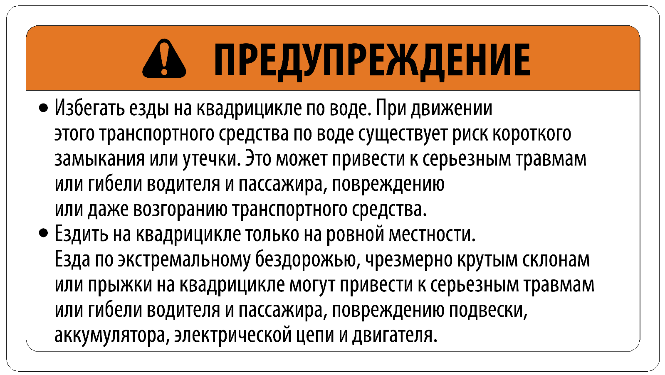 ПРЕДУПРЕЖДЕНИЕ
• Избегать езды на квадрицикле по воде. При движении
этого транспортного средства по воде существует риск короткого
замыкания или утечки. Это может привести к серьезным травмам
или гибели водителя и пассажира, повреждению
или даже возгоранию транспортного средства.
• Ездить на квадрицикле только на ровной местности.
Езда по экстремальному бездорожью, чрезмерно крутым склонам
или прыжки на квадрицикле могут привести к серьезным травмам
или гибели водителя и пассажира, повреждению подвески,
аккумулятора, электрической цепи и двигателя.